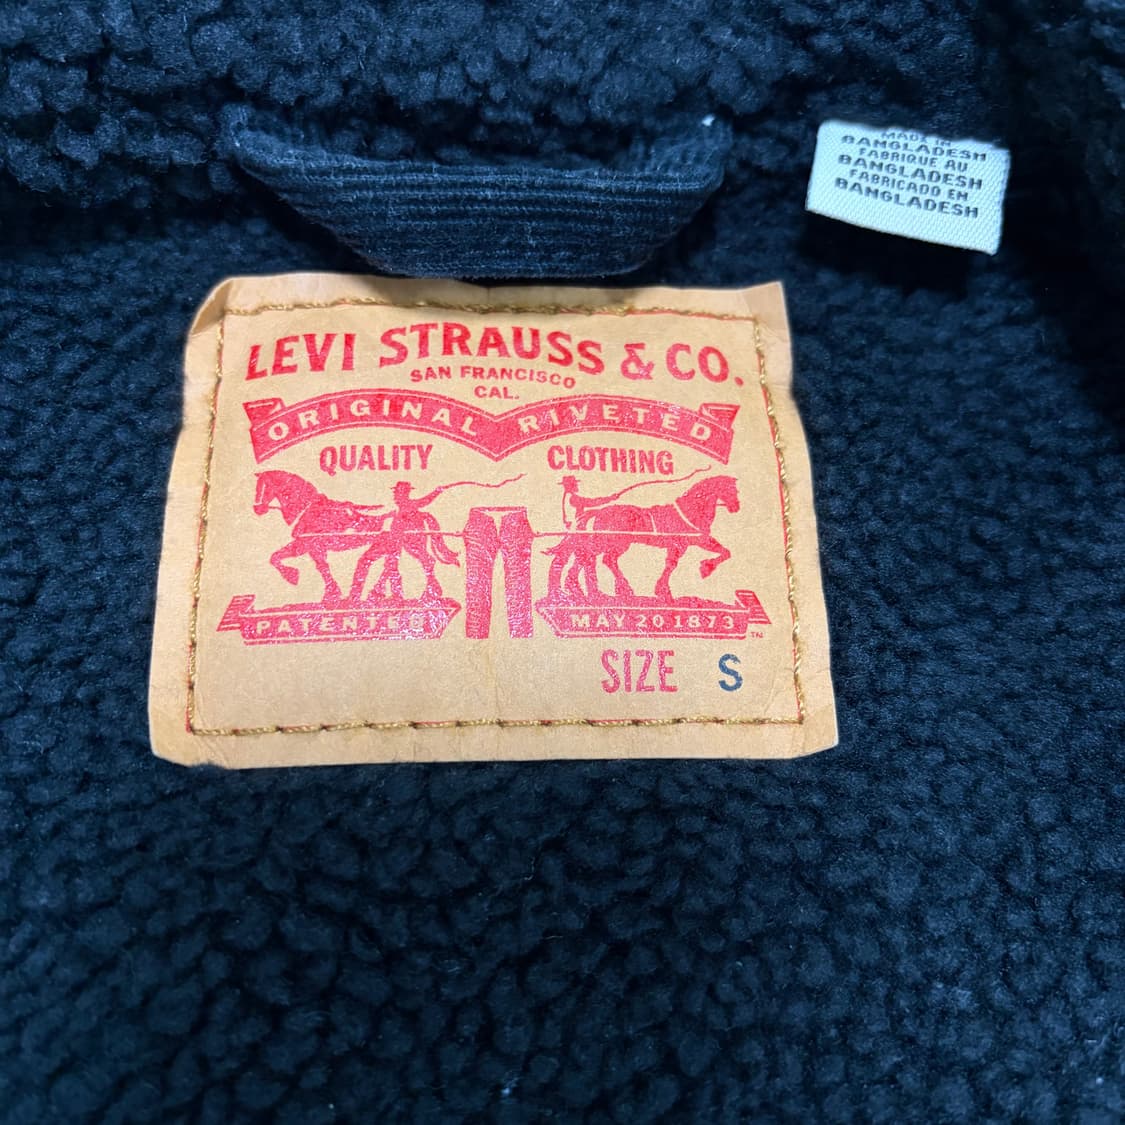 LEVI STRAUSS & CO.
SAN FRANCISCO
CAL.
ORIGINAL RIVETED
QUALITY CLOTHING
PATENTED MAY 20 1873 ™
SIZE S
MADE IN
BANGLADESH
FABRIQUE AU
BANGLADESH
FABRICADO EN
BANGLADESH